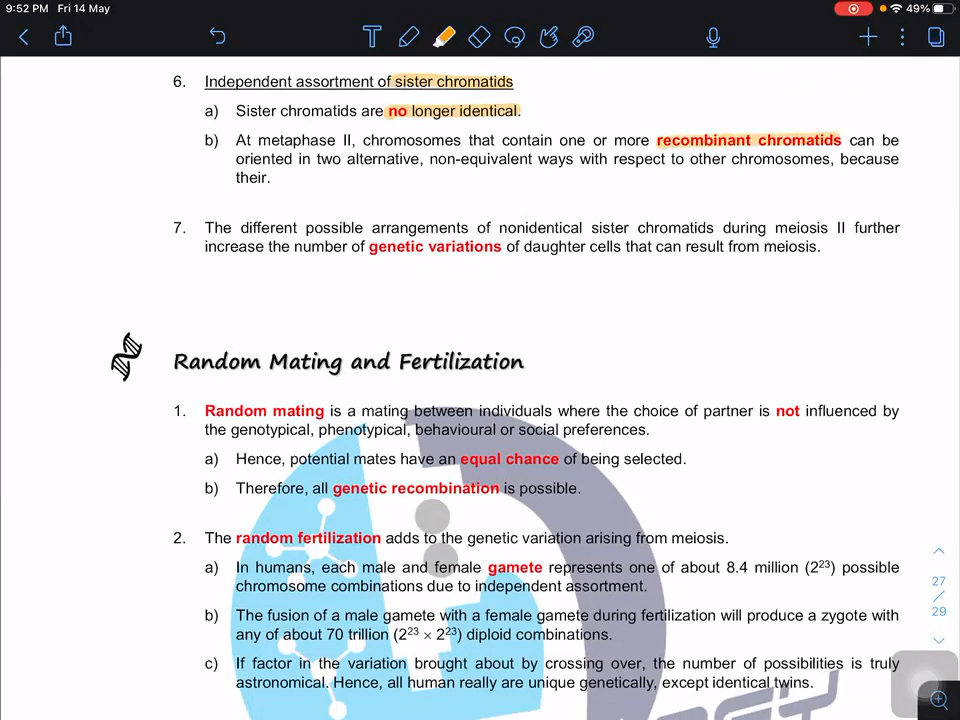 9:52 PM Fri 14 May
49%
6. Independent assortment of sister chromatids
a) Sister chromatids are no longer identical.
b) At metaphase II, chromosomes that contain one or more recombinant chromatids can be
oriented in two alternative, non-equivalent ways with respect to other chromosomes, because
their.
7. The different possible arrangements of nonidentical sister chromatids during meiosis II further
increase the number of genetic variations of daughter cells that can result from meiosis.
Random Mating and Fertilization
1. Random mating is a mating between individuals where the choice of partner is not influenced by
the genotypical, phenotypical, behavioural or social preferences.
a) Hence, potential mates have an equal chance of being selected.
b) Therefore, all genetic recombination is possible.
2. The random fertilization adds to the genetic variation arising from meiosis.
a) In humans, each male and female gamete represents one of about 8.4 million (2²³) possible
chromosome combinations due to independent assortment.
b) The fusion of a male gamete with a female gamete during fertilization will produce a zygote with
any of about 70 trillion (2²³ × 2²³) diploid combinations.
c) If factor in the variation brought about by crossing over, the number of possibilities is truly
astronomical. Hence, all human really are unique genetically, except identical twins.
27
/
29